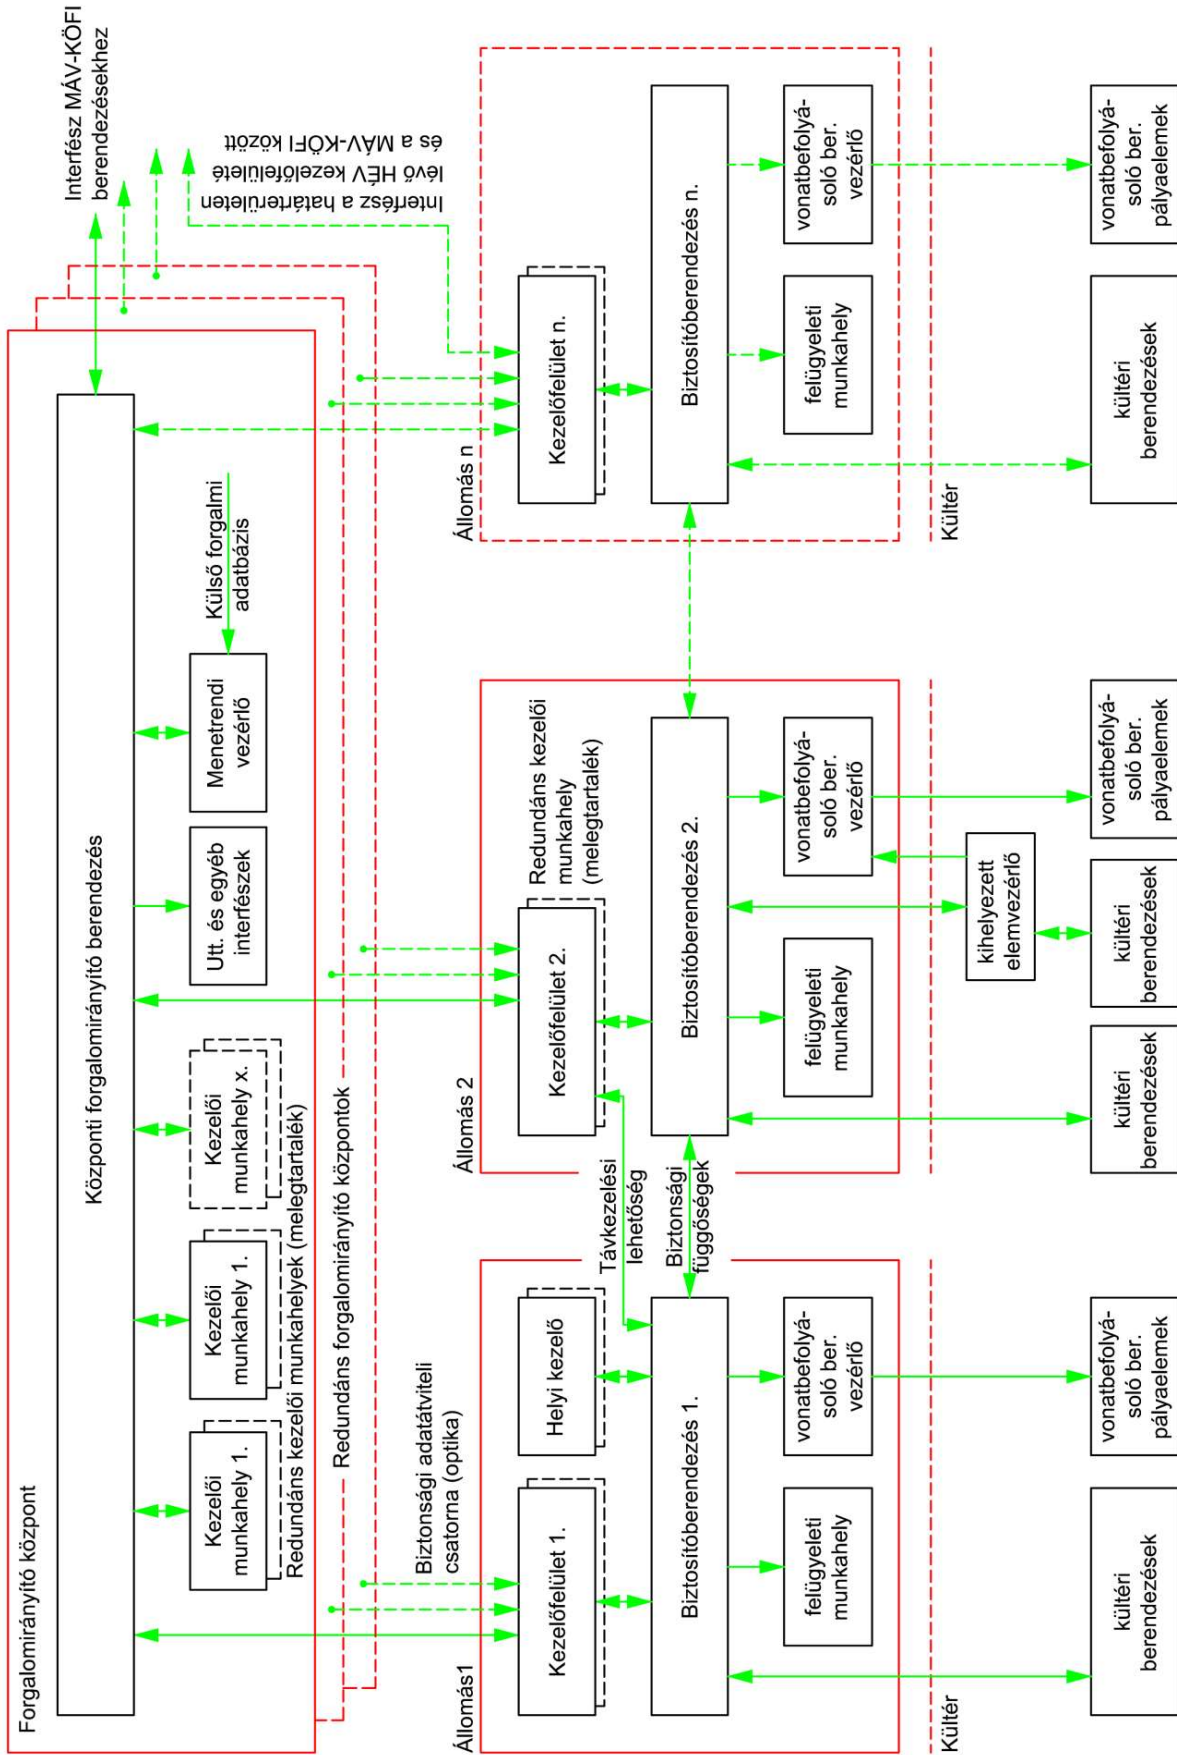 Forgalomirányító központ
Központi forgalomirányító berendezés
Interfész MÁV-KÖFI
berendezésekhez
Kezelői
munkahely 1.
Kezelői
munkahely 1.
Kezelői
munkahely x.
Utt. és egyéb
interfészek
Menetrendi
vezérlő
Külső forgalmi
adatbázis
Redundáns kezelői munkahelyek (melegtartalék)
Redundáns forgalomirányító központok
Interfész a határterületen
lévő HÉV kezelőfelületé
és a MÁV-KÖFI között
Biztonsági adatátviteli
csatorna (optika)
Állomás1
Kezelőfelület 1.
Helyi kezelő
Biztosítóberendezés 1.
felügyeleti
munkahely
vonatbefolyá-
soló ber.
vezérlő
Távkezelési
lehetőség
Biztonsági
függőségek
Állomás 2
Kezelőfelület 2.
Redundáns kezelői
munkahely
(melegtartalék)
Biztosítóberendezés 2.
felügyeleti
munkahely
vonatbefolyá-
soló ber.
vezérlő
Állomás n
Kezelőfelület n.
Biztosítóberendezés n.
felügyeleti
munkahely
vonatbefolyá-
soló ber.
vezérlő
Kültér
kihelyezett
elemvezérlő
Kültér
kültéri
berendezések
vonatbefolyá-
soló ber.
pályaelemek
kültéri
berendezések
kültéri
berendezések
vonatbefolyá-
soló ber.
pályaelemek
kültéri
berendezések
vonatbefolyá-
soló ber.
pályaelemek